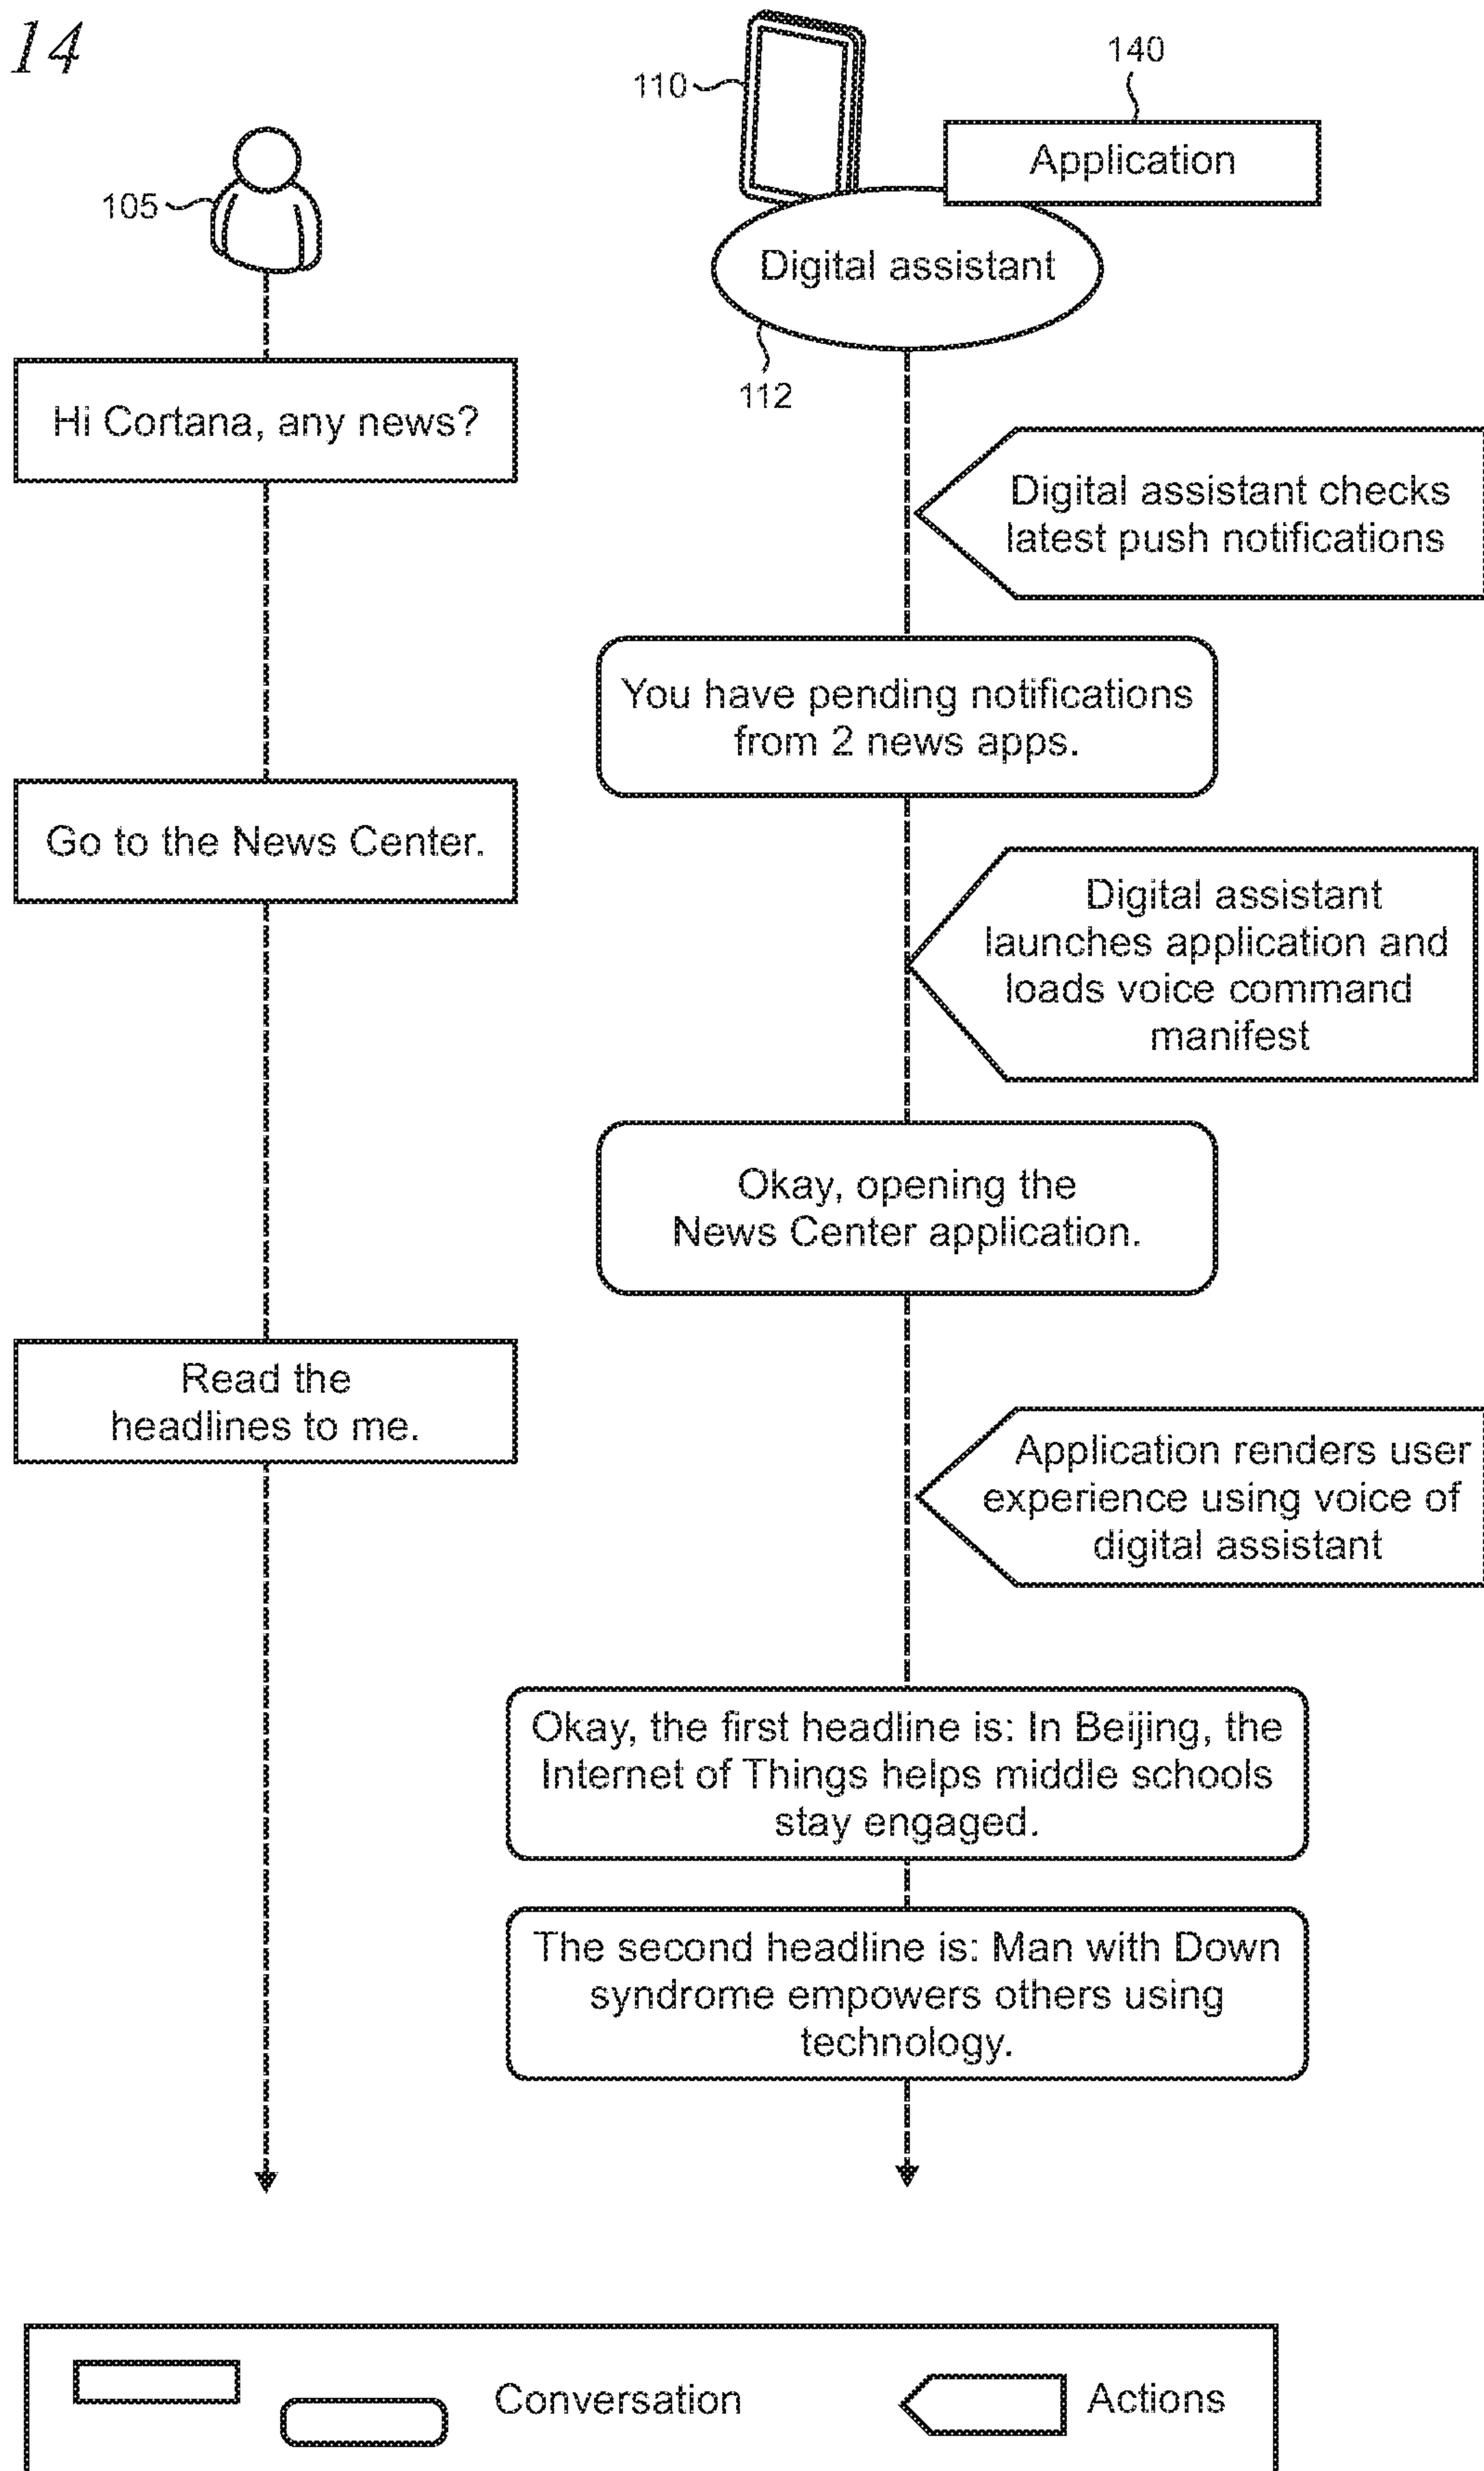 14
110
140
Application
105
Digital assistant
112
Hi Cortana, any news?
Digital assistant checks
latest push notifications
You have pending notifications
from 2 news apps.
Go to the News Center.
Digital assistant
launches application and
loads voice command
manifest
Okay, opening the
News Center application.
Read the
headlines to me.
Application renders user
experience using voice of
digital assistant
Okay, the first headline is: In Beijing, the
Internet of Things helps middle schools
stay engaged.
The second headline is: Man with Down
syndrome empowers others using
technology.
Conversation
Actions